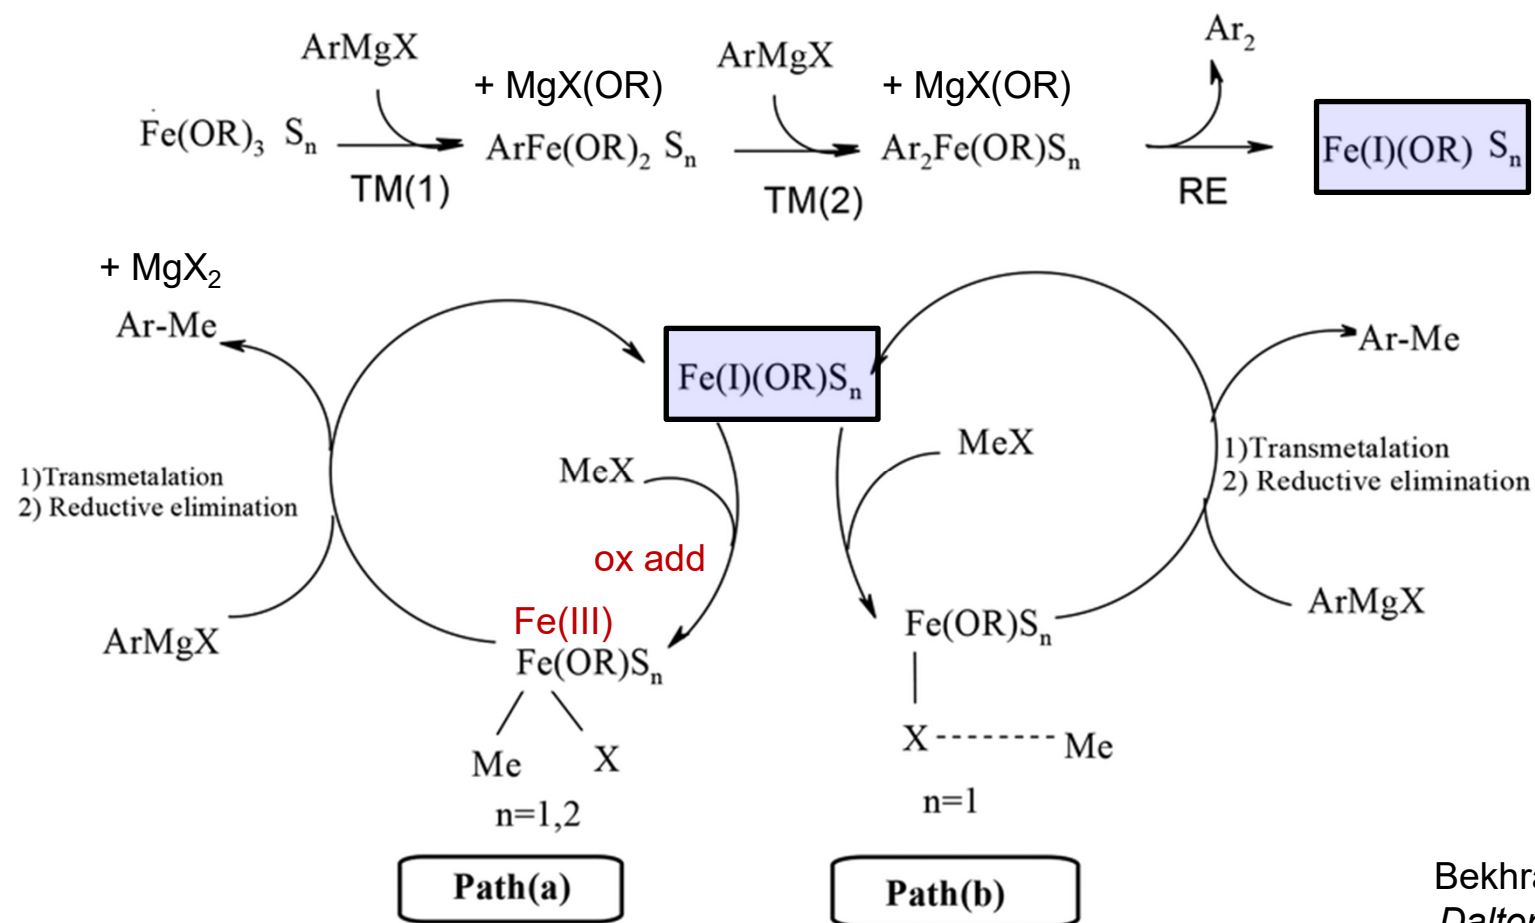 ArMgX
+ MgX(OR)
ArMgX
+ MgX(OR)
Ar₂
Fe(OR)₃ Sₙ
ArFe(OR)₂ Sₙ
Ar₂Fe(OR)Sₙ
Fe(I)(OR) Sₙ
TM(1)
TM(2)
RE
+ MgX₂
Ar-Me
Fe(I)(OR)Sₙ
Ar-Me
MeX
MeX
1)Transmetalation
2) Reductive elimination
1)Transmetalation
2) Reductive elimination
ox add
ArMgX
Fe(III)
Fe(OR)Sₙ
Me
X
n=1,2
Fe(OR)Sₙ
X
Me
n=1
ArMgX
Path(a)
Path(b)